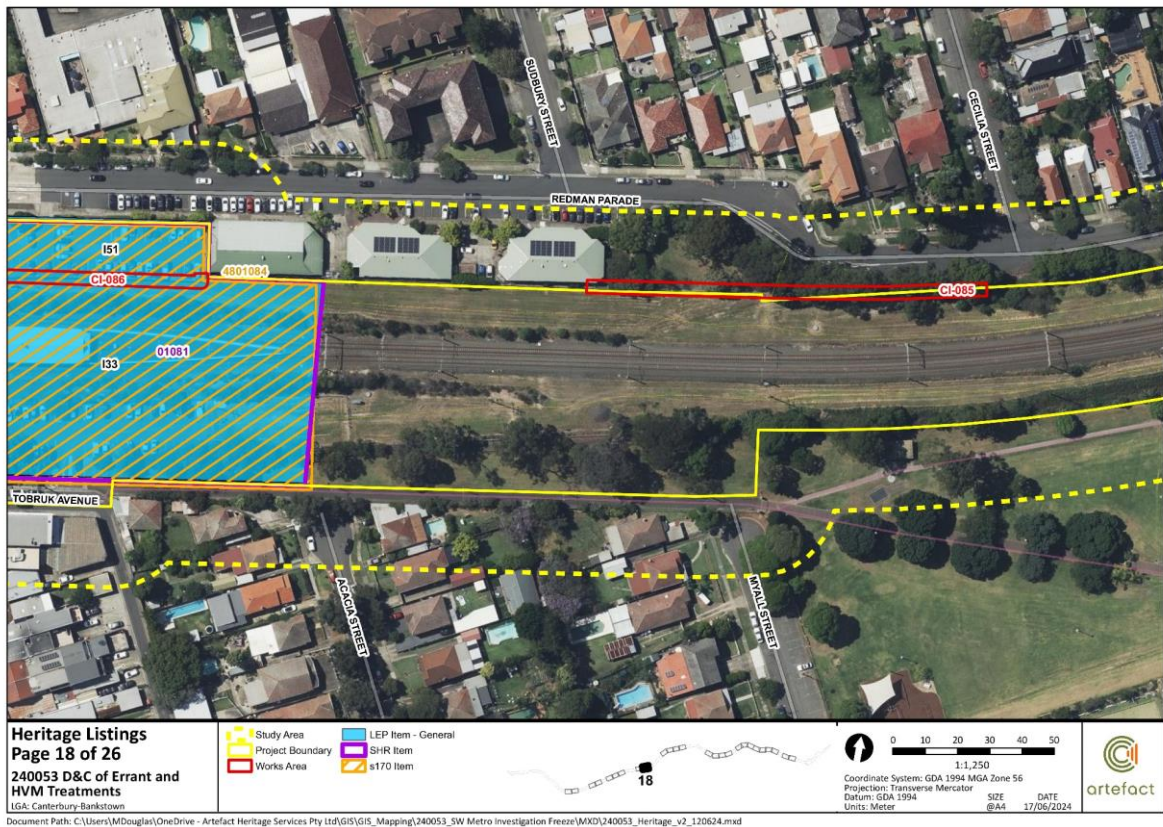 SUDBURY STREET
CECILIA STREET
REDMAN PARADE
I51
4801084
CI-086
CI-085
01081
I33
TOBRUK AVENUE
ACACIA STREET
MYALL STREET
Heritage Listings
Page 18 of 26
240053 D&C of Errant and
HVM Treatments
LGA: Canterbury-Bankstown
Study Area
Project Boundary
Works Area
LEP Item - General
SHR Item
s170 Item
18
0 10 20 30 40 50
1:1,250
Coordinate System: GDA 1994 MGA Zone 56
Projection: Transverse Mercator
Datum: GDA 1994
Units: Meter
SIZE DATE
@A4 17/06/2024
artefact
Document Path: C:\Users\MDouglas\OneDrive - Artefact Heritage Services Pty Ltd\GIS\GIS_Mapping\240053_SW Metro Investigation Freeze\MXD\240053_Heritage_v2_120624.mxd